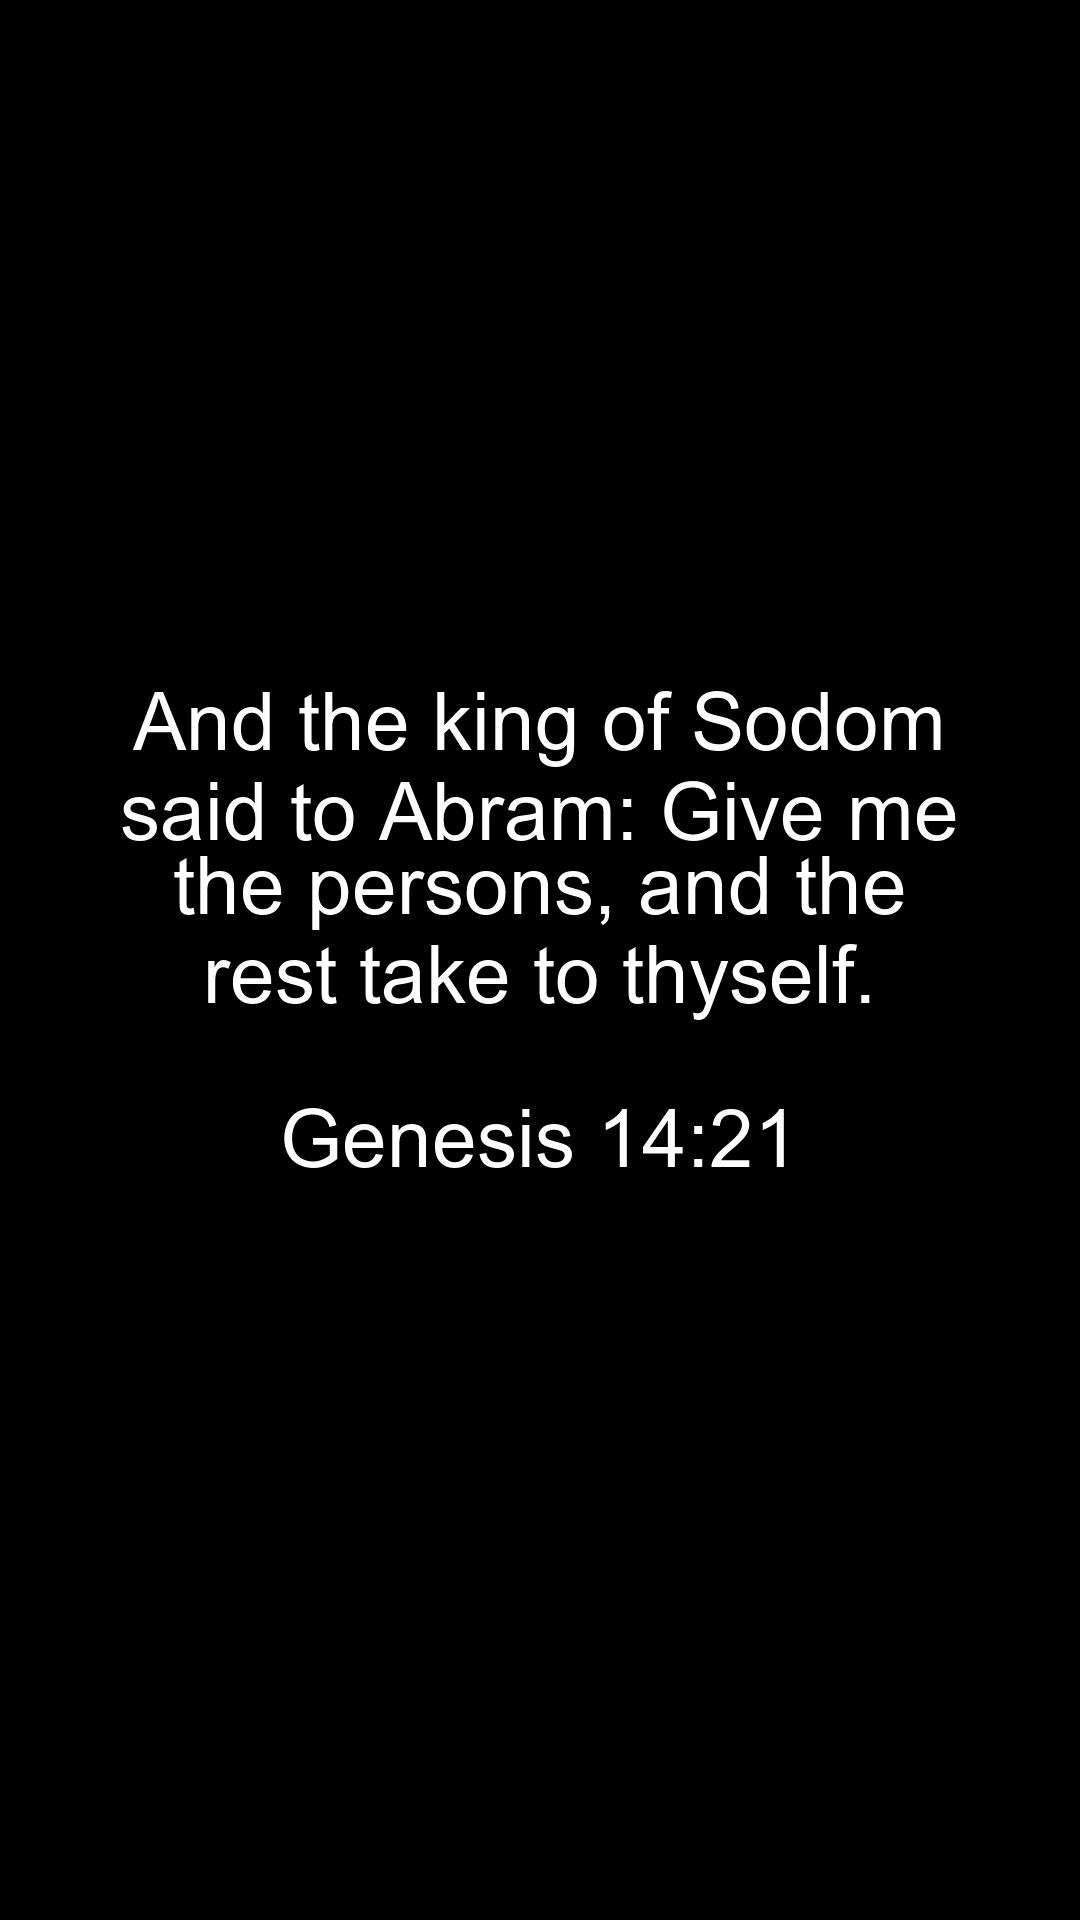 And the king of Sodom
said to Abram: Give me
the persons, and the
rest take to thyself.
Genesis 14:21